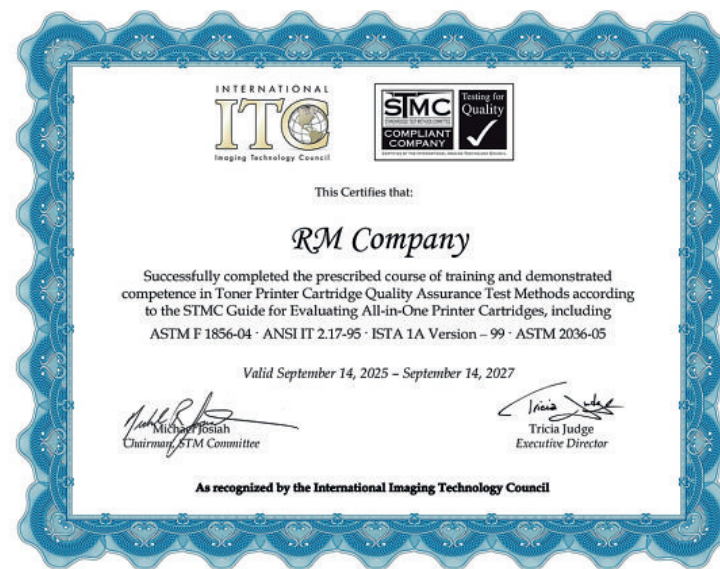 INTERNATIONAL
ITC
Imaging Technology Council
STMC
COMPLIANT
COMPANY
Testing for
Quality
This Certifies that:
RM Company
Successfully completed the prescribed course of training and demonstrated
competence in Toner Printer Cartridge Quality Assurance Test Methods according
to the STMC Guide for Evaluating All-in-One Printer Cartridges, including
ASTM F 1856-04 · ANSI IT 2.17-95 · ISTA 1A Version – 99 · ASTM 2036-05
Valid September 14, 2025 – September 14, 2027
Michael Josiah
Chairman, STM Committee
Tricia Judge
Tricia Judge
Executive Director
As recognized by the International Imaging Technology Council